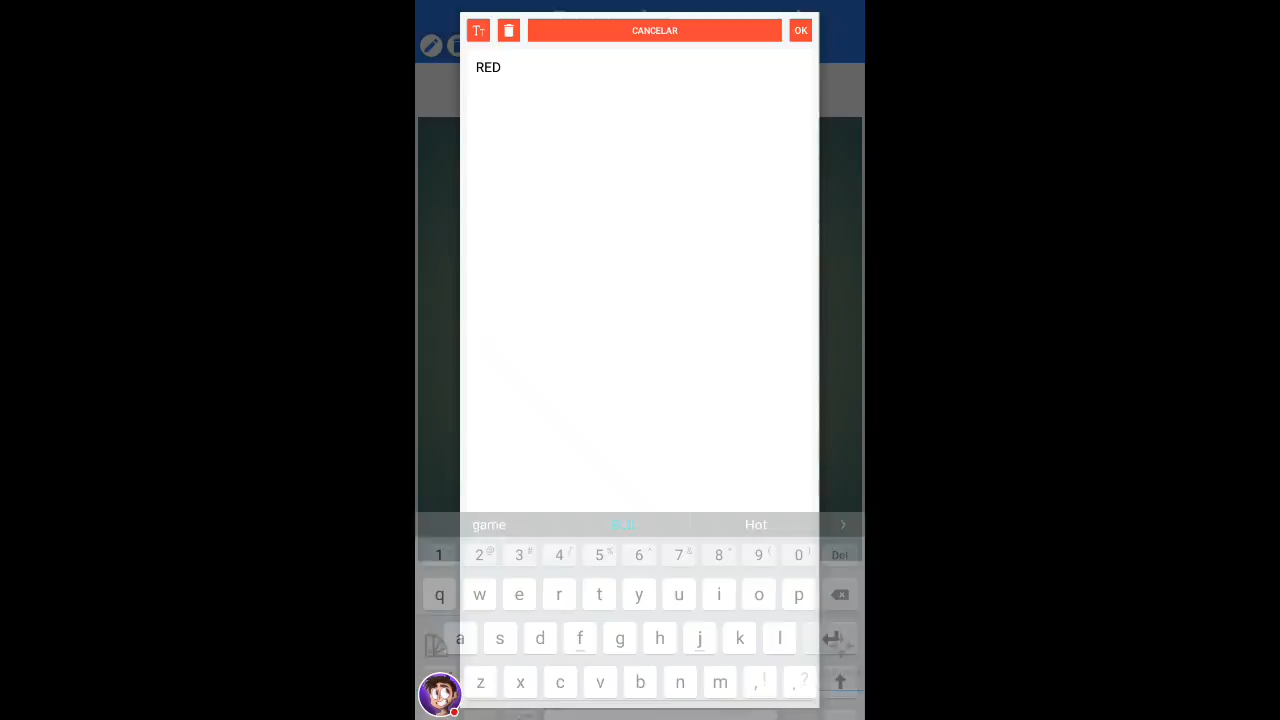 CANCELAR OK
RED
game Hot
1 2@ 3# 4/ 5% 6^ 7& 8* 9( 0) Del
q w e r t y u i o p
a s d f g h j k l
z x c v b n m ,! .?